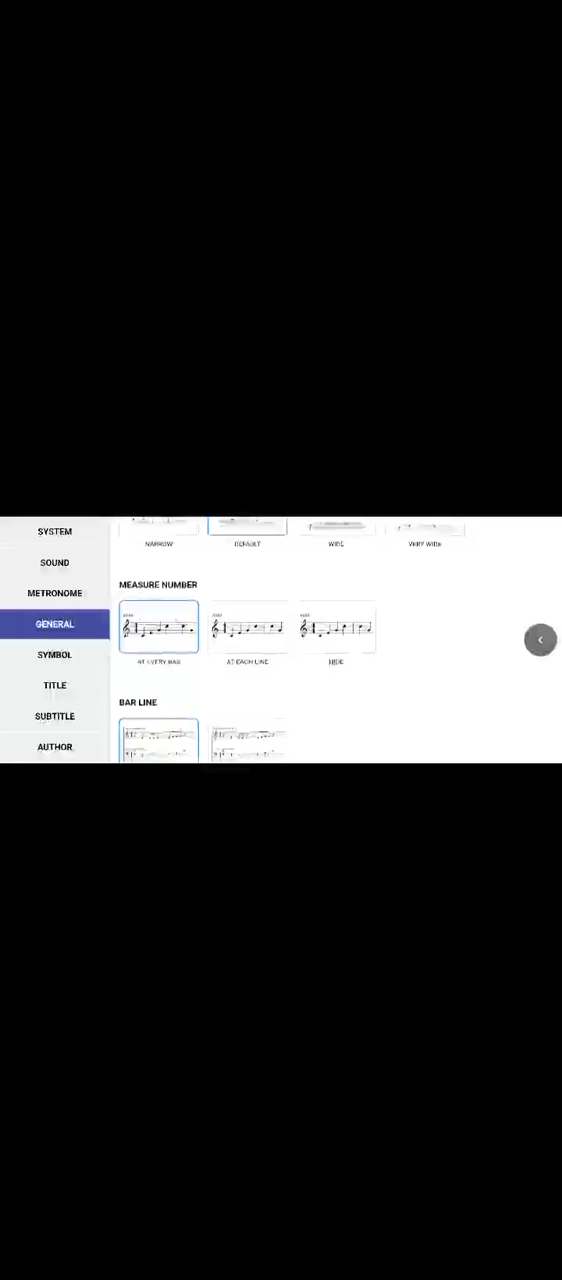 SYSTEM
SOUND
METRONOME
GENERAL
SYMBOL
TITLE
SUBTITLE
AUTHOR
NARROW
DEFAULT
WIDE
VERY WIDE
MEASURE NUMBER
AT EVERY BAR
AT EACH LINE
HIDE
BAR LINE